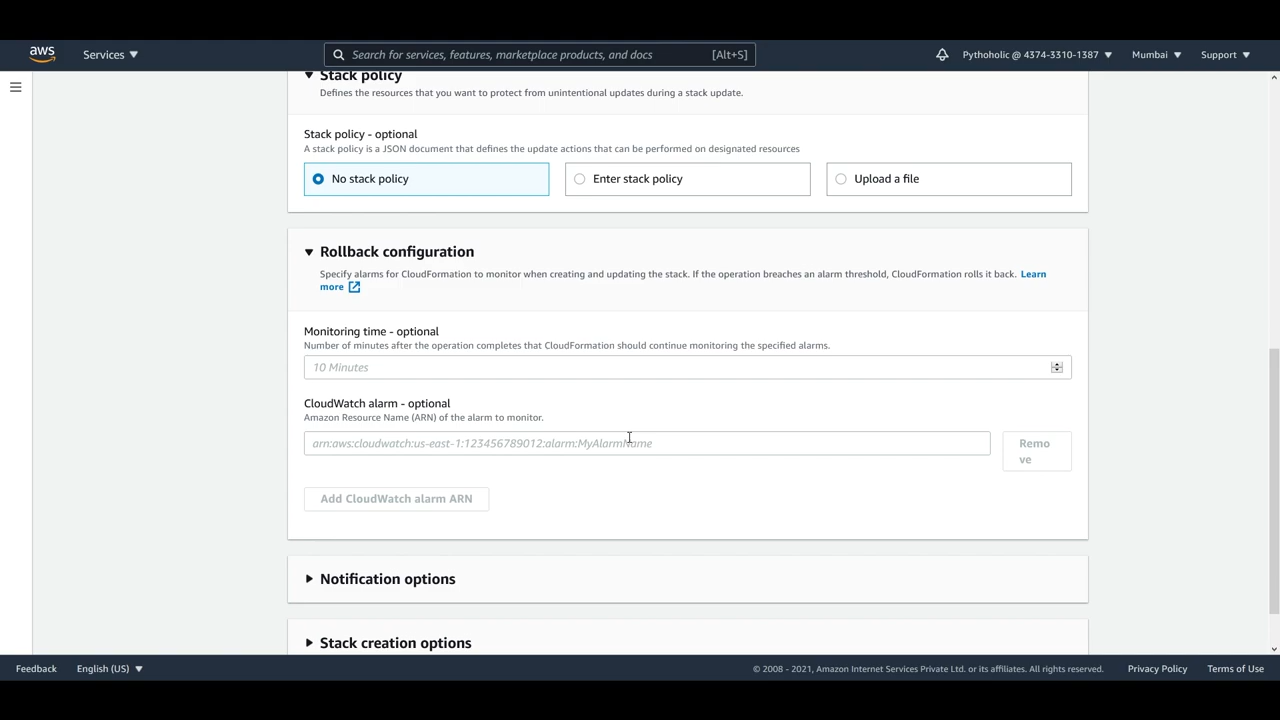 aws
Services
Search for services, features, marketplace products, and docs [Alt+S]
Pythoholic @ 4374-3310-1387
Mumbai
Support
Stack policy
Defines the resources that you want to protect from unintentional updates during a stack update.
Stack policy - optional
A stack policy is a JSON document that defines the update actions that can be performed on designated resources
No stack policy
Enter stack policy
Upload a file
Rollback configuration
Specify alarms for CloudFormation to monitor when creating and updating the stack. If the operation breaches an alarm threshold, CloudFormation rolls it back. Learn
more
Monitoring time - optional
Number of minutes after the operation completes that CloudFormation should continue monitoring the specified alarms.
10 Minutes
CloudWatch alarm - optional
Amazon Resource Name (ARN) of the alarm to monitor.
arn:aws:cloudwatch:us-east-1:123456789012:alarm:MyAlarmName
Remo
ve
Add CloudWatch alarm ARN
Notification options
Stack creation options
Feedback
English (US)
© 2008 - 2021, Amazon Internet Services Private Ltd. or its affiliates. All rights reserved.
Privacy Policy
Terms of Use